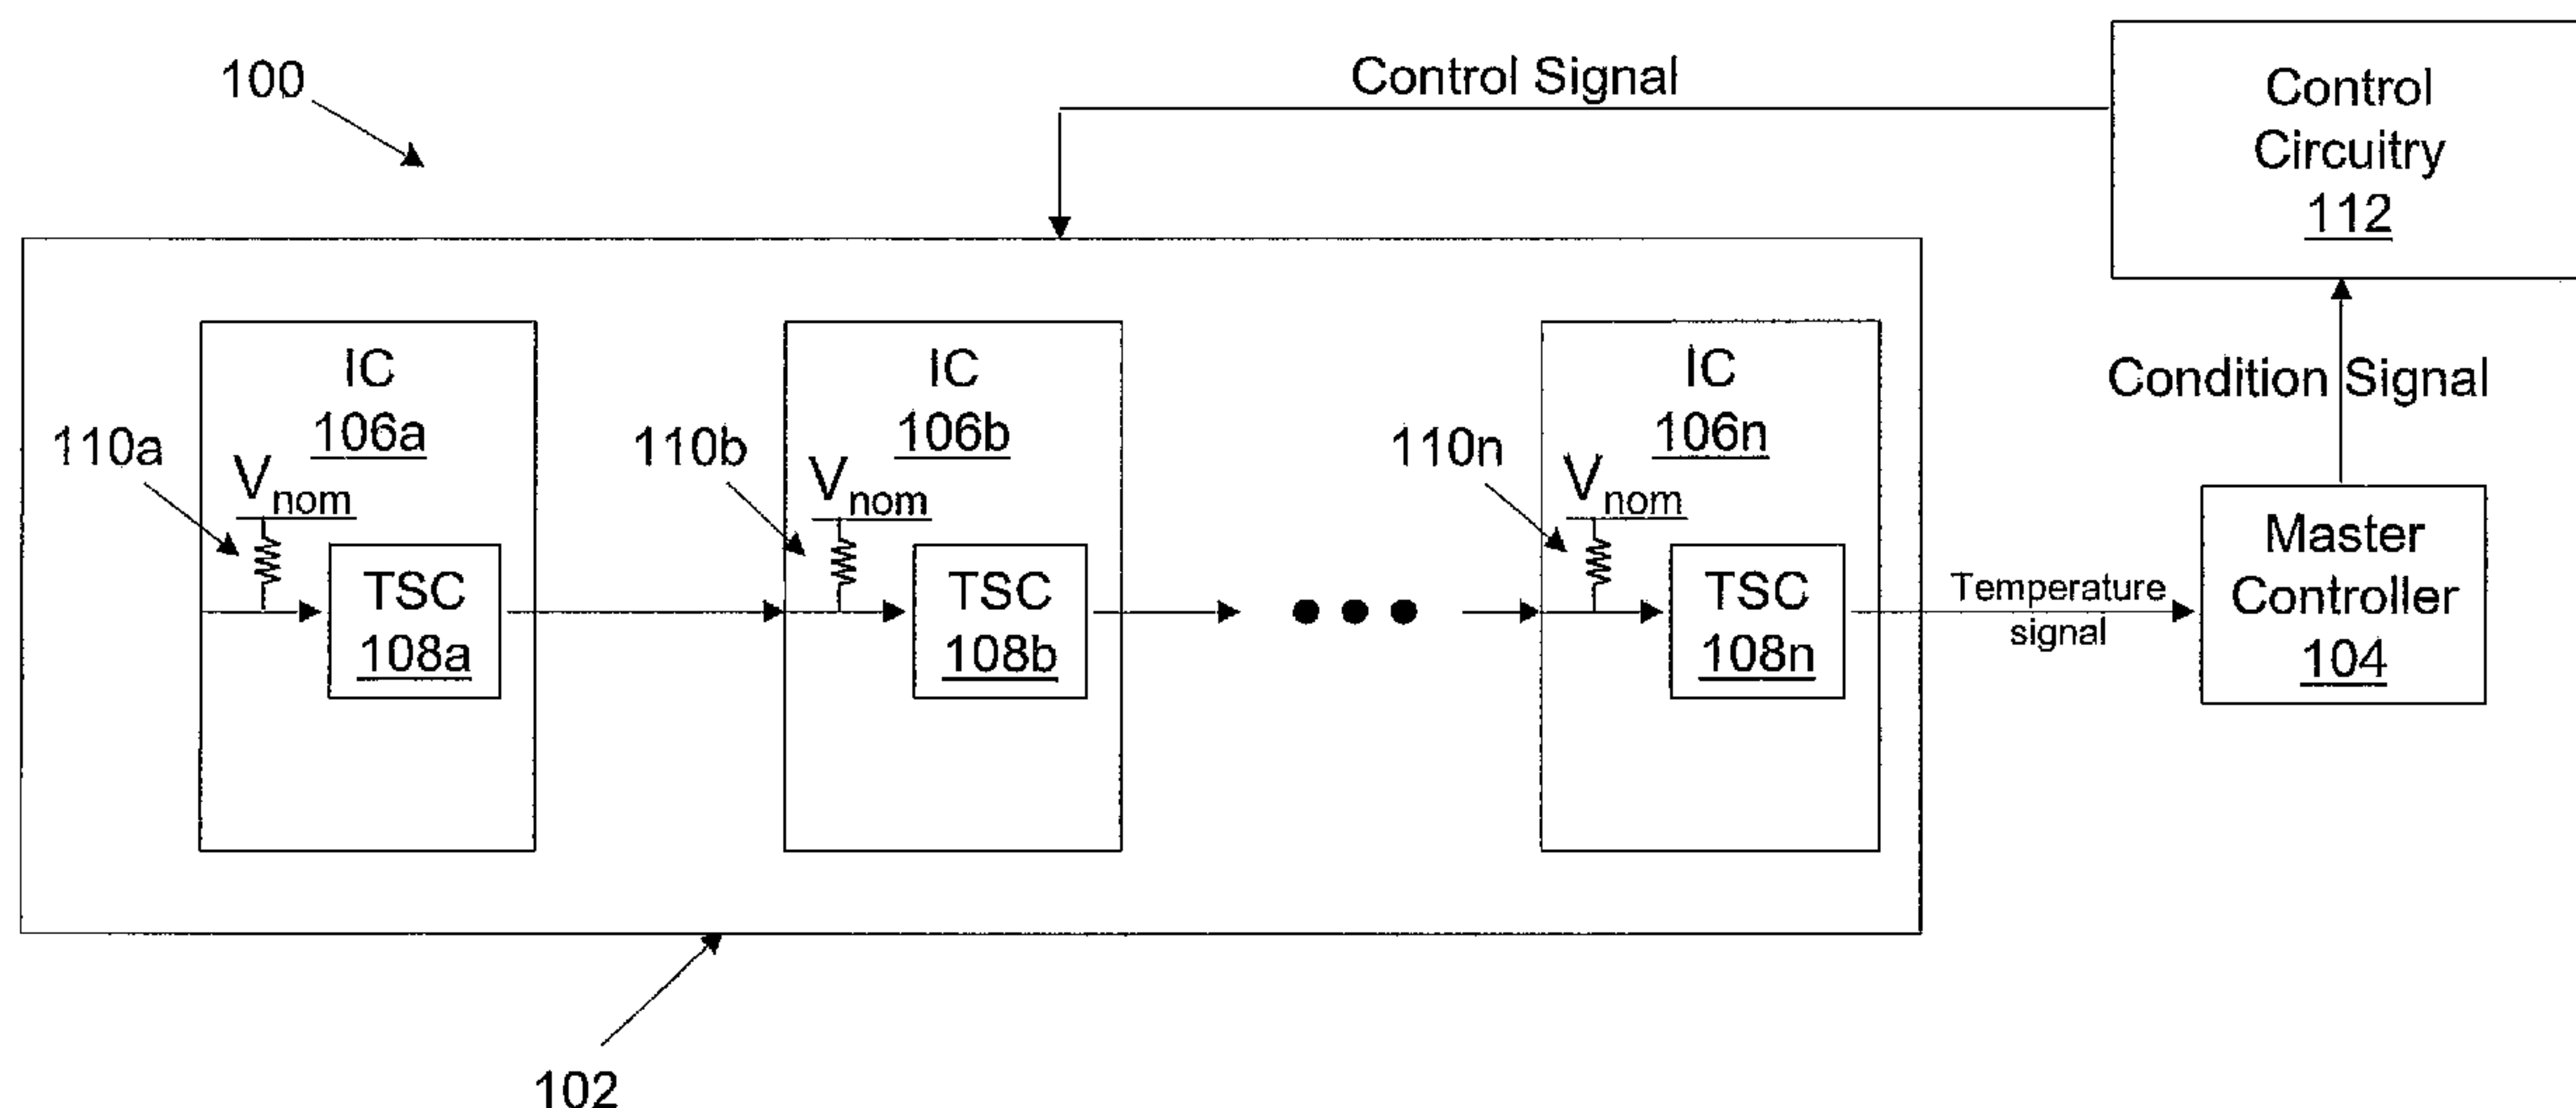 100
Control Signal
Control
Circuitry
112
IC
106a
110a
Vnom
TSC
108a
IC
106b
110b
Vnom
TSC
108b
IC
106n
110n
Vnom
TSC
108n
Temperature
signal
Condition Signal
Master
Controller
104
102